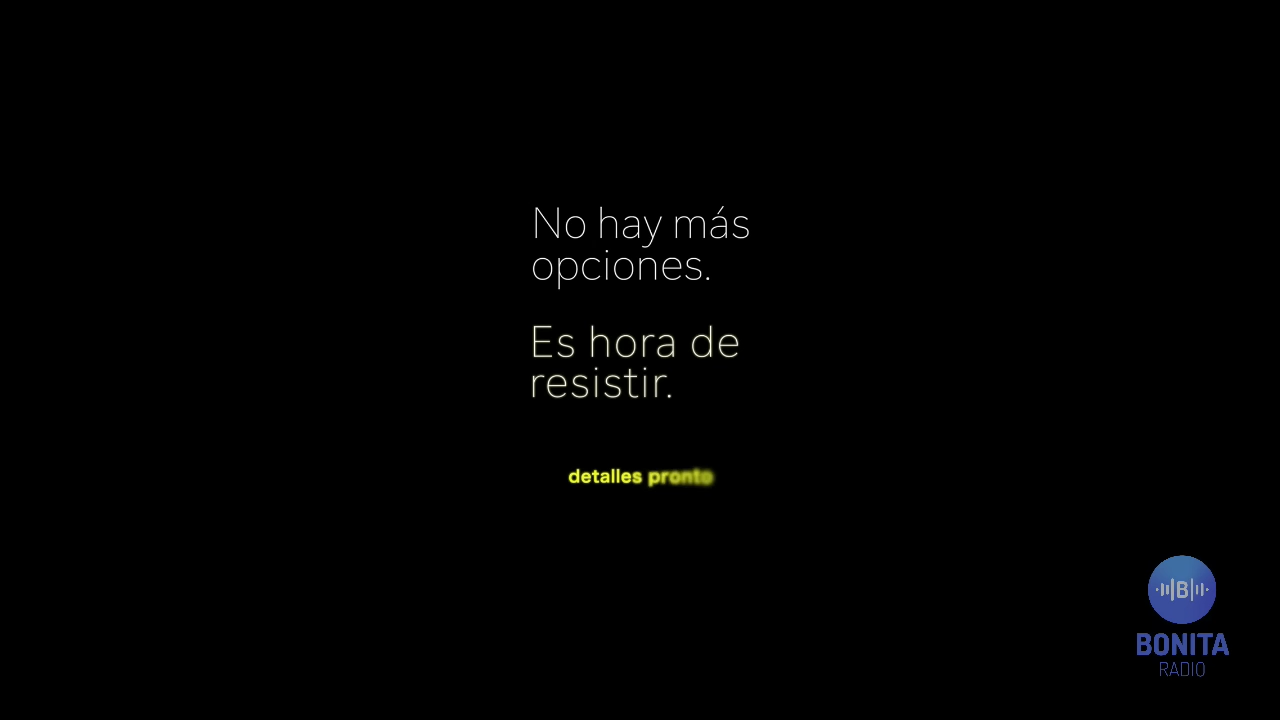 No hay más
opciones.
Es hora de
resistir.
detalles pronto
B
BONITA
RADIO